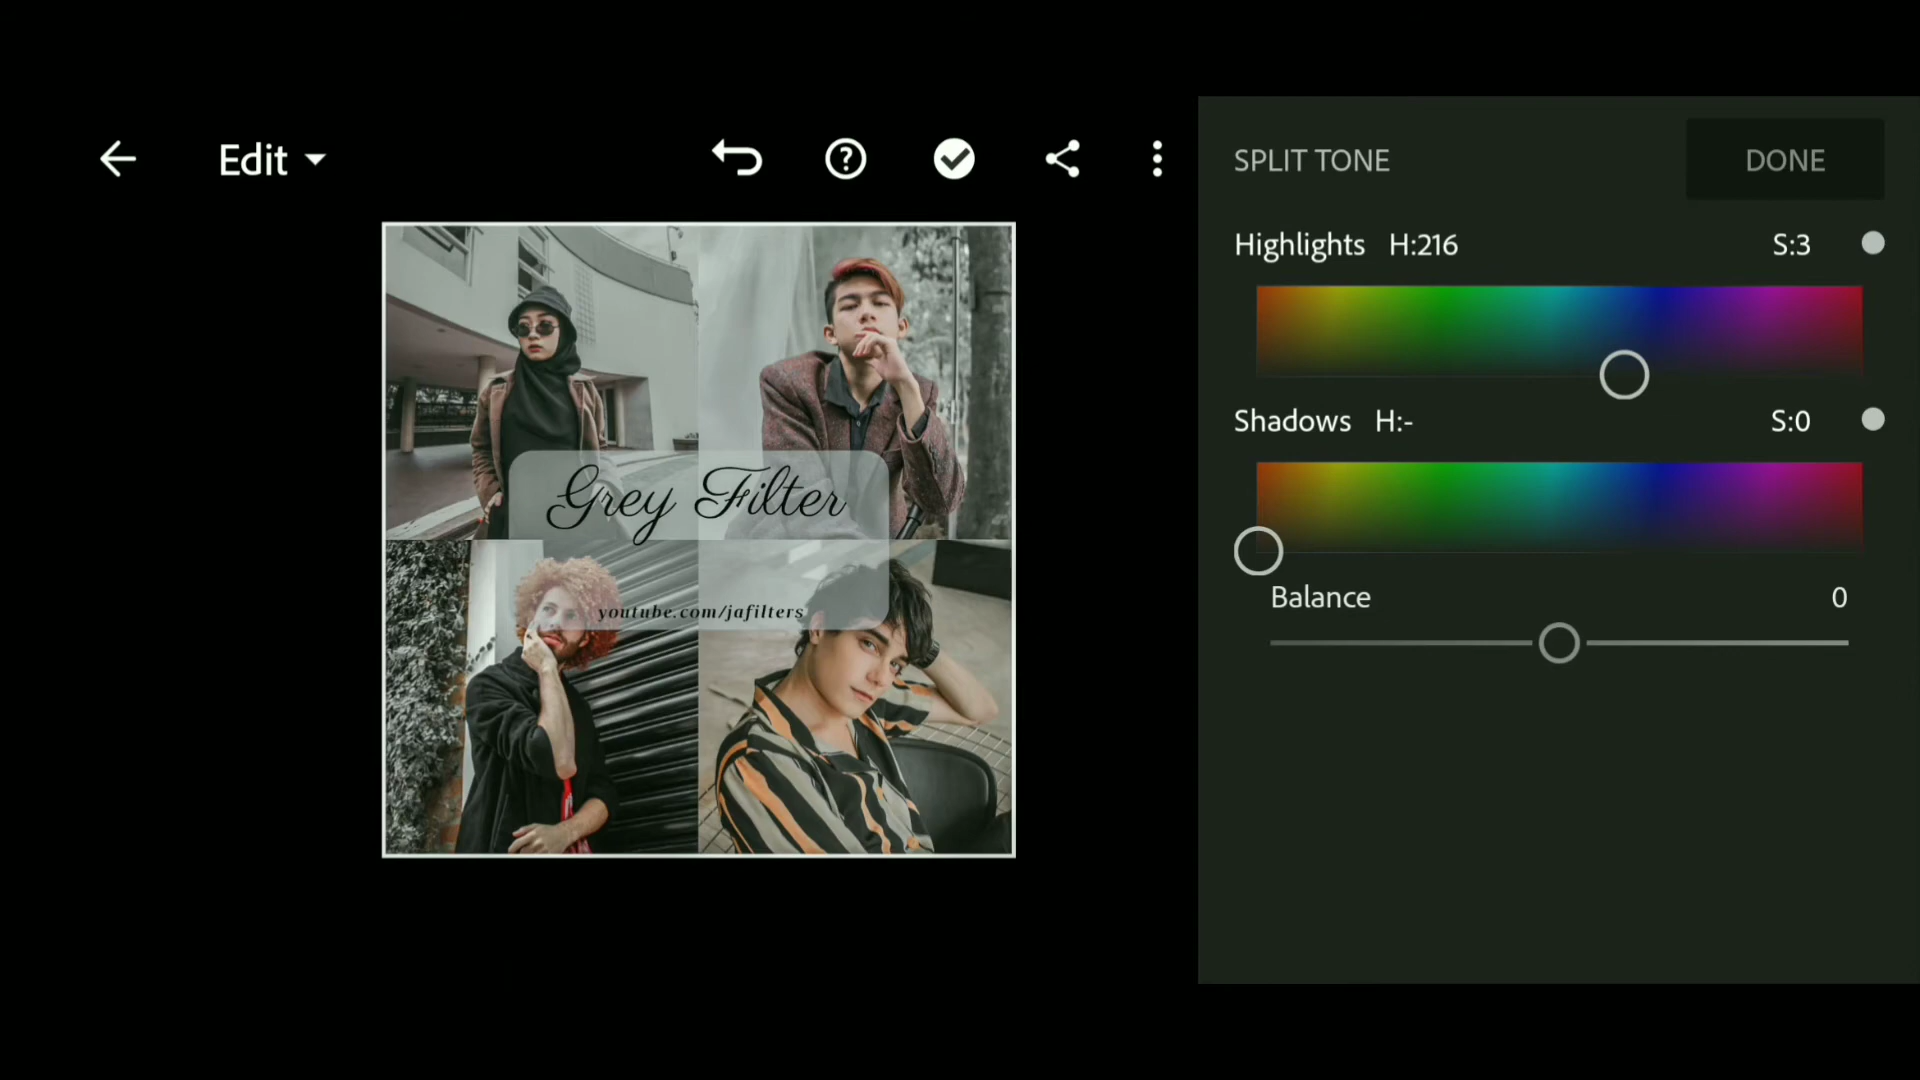 Edit
SPLIT TONE
DONE
Highlights H:216 S:3
Shadows H:- S:0
Balance 0
Grey Filter
youtube.com/jafilters